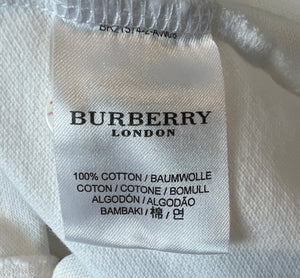 BURBERRY
LONDON
100% COTTON / BAUMWOLLE
COTON / COTONE / BOMULL
ALGODÓN / ALGODÃO
BAMBAKI / 棉 / 면